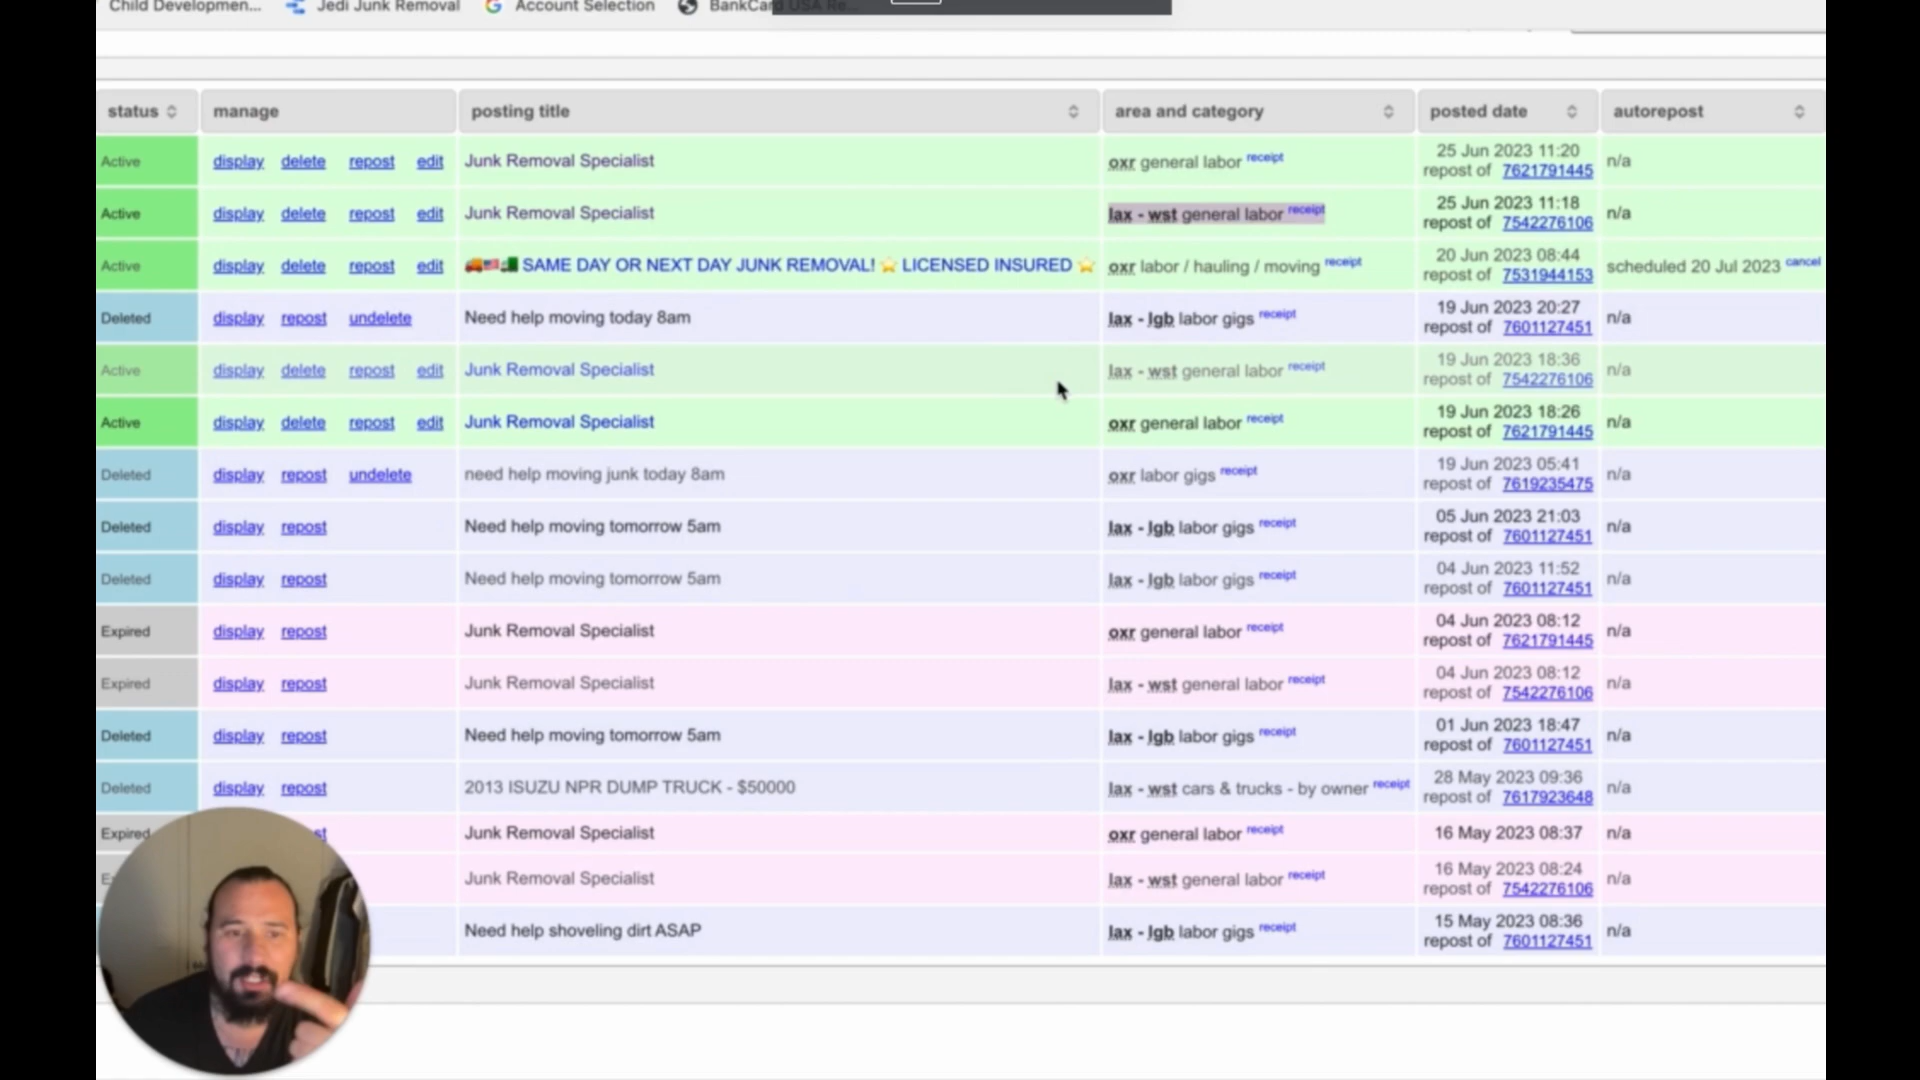 Child Developmen... Jedi Junk Removal Account Selection BankCard USA Re...
status manage posting title area and category posted date autorepost
Active display delete repost edit Junk Removal Specialist oxr general labor receipt 25 Jun 2023 11:20 n/a
repost of 7621791445
Active display delete repost edit Junk Removal Specialist lax - wst general labor receipt 25 Jun 2023 11:18 n/a
repost of 7542276106
Active display delete repost edit 🚚🇺🇸 SAME DAY OR NEXT DAY JUNK REMOVAL! ⭐ LICENSED INSURED ⭐ oxr labor / hauling / moving receipt 20 Jun 2023 08:44 scheduled 20 Jul 2023 cancel
repost of 7531944153
Deleted display repost undelete Need help moving today 8am lax - lgb labor gigs receipt 19 Jun 2023 20:27 n/a
repost of 7601127451
Active display delete repost edit Junk Removal Specialist lax - wst general labor receipt 19 Jun 2023 18:36 n/a
repost of 7542276106
Active display delete repost edit Junk Removal Specialist oxr general labor receipt 19 Jun 2023 18:26 n/a
repost of 7621791445
Deleted display repost undelete need help moving junk today 8am oxr labor gigs receipt 19 Jun 2023 05:41 n/a
repost of 7619235475
Deleted display repost Need help moving tomorrow 5am lax - lgb labor gigs receipt 05 Jun 2023 21:03 n/a
repost of 7601127451
Deleted display repost Need help moving tomorrow 5am lax - lgb labor gigs receipt 04 Jun 2023 11:52 n/a
repost of 7601127451
Expired display repost Junk Removal Specialist oxr general labor receipt 04 Jun 2023 08:12 n/a
repost of 7621791445
Expired display repost Junk Removal Specialist lax - wst general labor receipt 04 Jun 2023 08:12 n/a
repost of 7542276106
Deleted display repost Need help moving tomorrow 5am lax - lgb labor gigs receipt 01 Jun 2023 18:47 n/a
repost of 7601127451
Deleted display repost 2013 ISUZU NPR DUMP TRUCK - $50000 lax - wst cars & trucks - by owner receipt 28 May 2023 09:36 n/a
repost of 7617923648
Expired st Junk Removal Specialist oxr general labor receipt 16 May 2023 08:37 n/a
Junk Removal Specialist lax - wst general labor receipt 16 May 2023 08:24 n/a
repost of 7542276106
Need help shoveling dirt ASAP lax - lgb labor gigs receipt 15 May 2023 08:36 n/a
repost of 7601127451